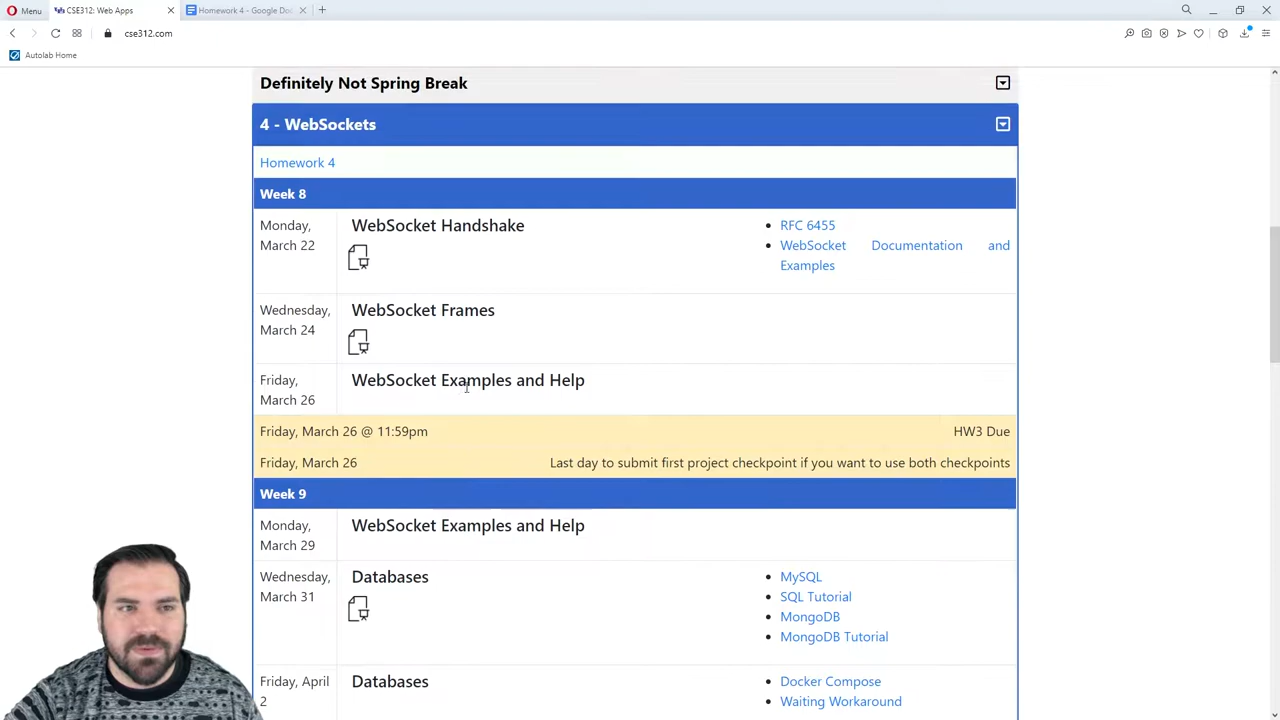 Menu
CSE312: Web Apps
Homework 4 - Google Doc
cse312.com
Autolab Home
Definitely Not Spring Break
4 - WebSockets
Homework 4
Week 8
Monday, March 22
WebSocket Handshake
• RFC 6455
• WebSocket Documentation and
Examples
Wednesday, March 24
WebSocket Frames
Friday, March 26
WebSocket Examples and Help
Friday, March 26 @ 11:59pm HW3 Due
Friday, March 26 Last day to submit first project checkpoint if you want to use both checkpoints
Week 9
Monday, March 29
WebSocket Examples and Help
Wednesday, March 31
Databases
• MySQL
• SQL Tutorial
• MongoDB
• MongoDB Tutorial
Friday, April 2
Databases
• Docker Compose
• Waiting Workaround